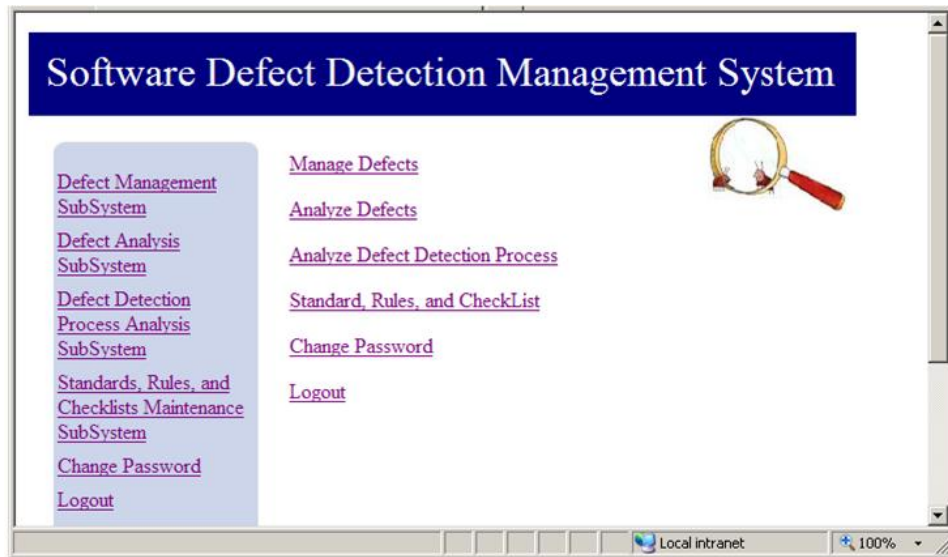 Software Defect Detection Management System
Defect Management
SubSystem
Defect Analysis
SubSystem
Defect Detection
Process Analysis
SubSystem
Standards, Rules, and
Checklists Maintenance
SubSystem
Change Password
Logout
Manage Defects
Analyze Defects
Analyze Defect Detection Process
Standard, Rules, and CheckList
Change Password
Logout
Local intranet
100%